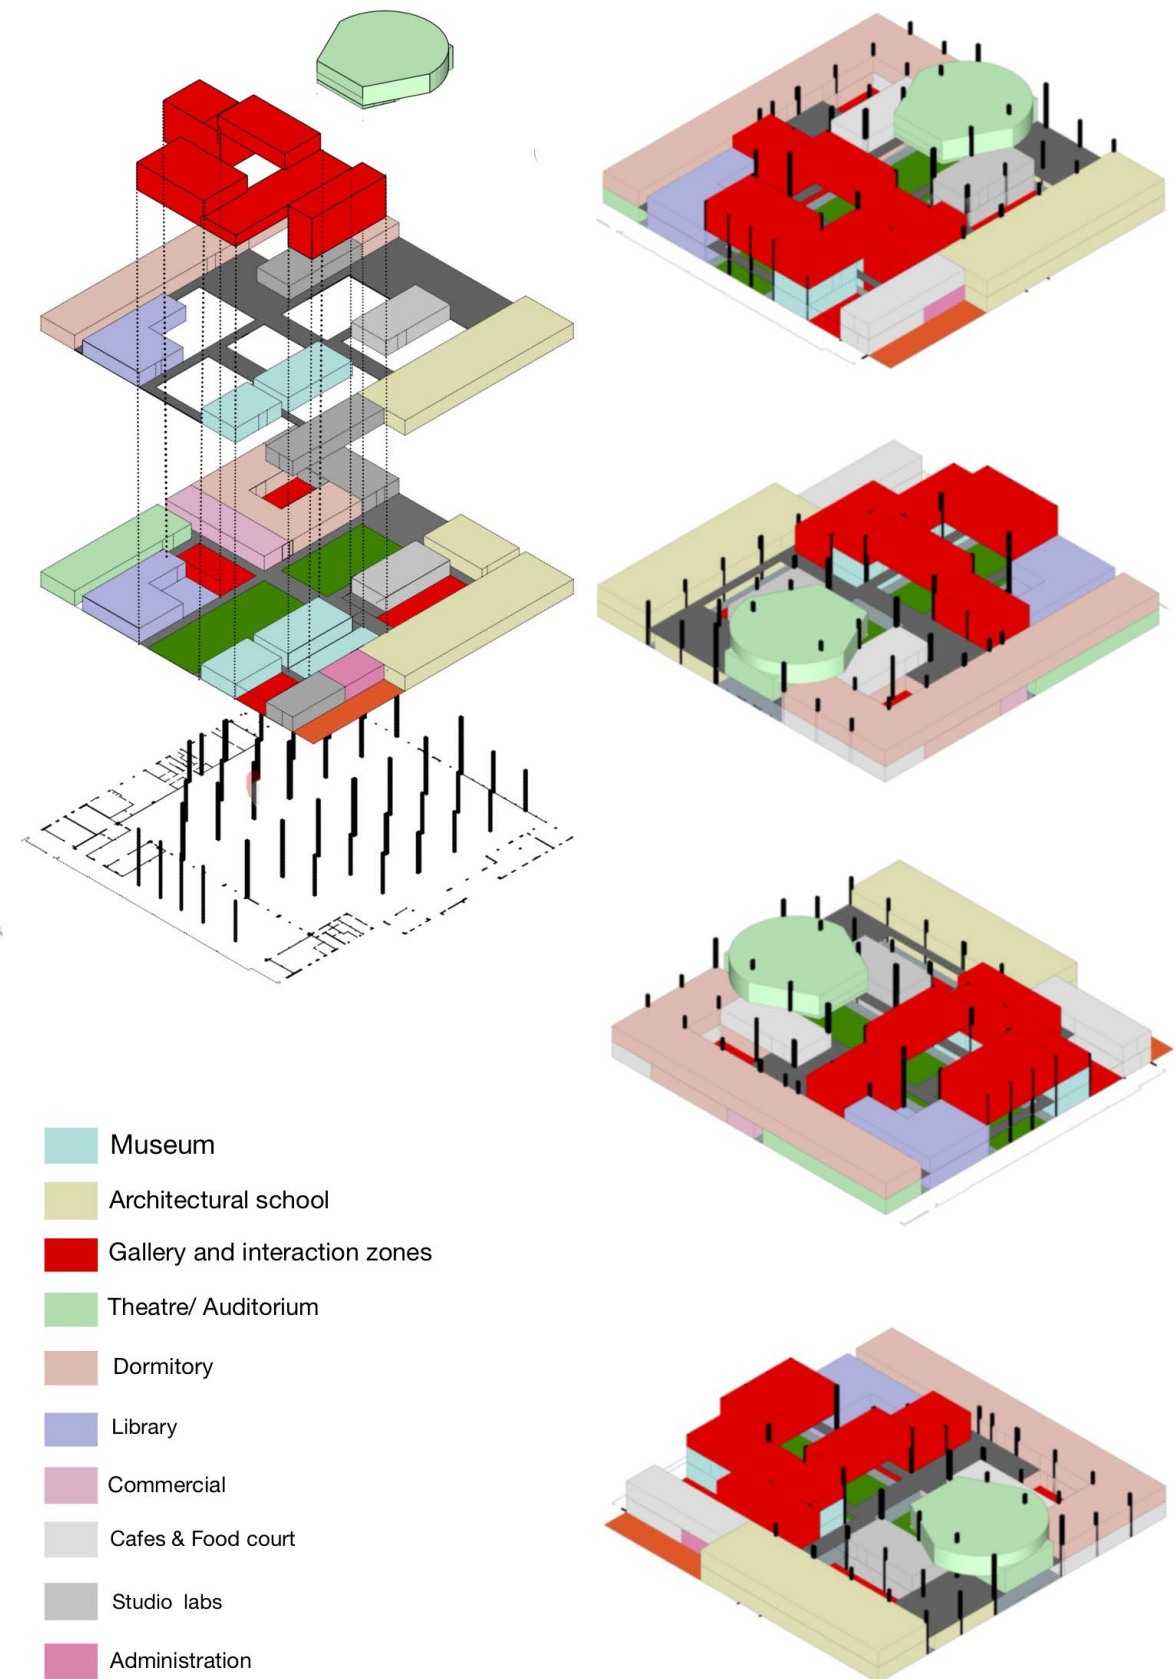 Museum
Architectural school
Gallery and interaction zones
Theatre/ Auditorium
Dormitory
Library
Commercial
Cafes & Food court
Studio labs
Administration